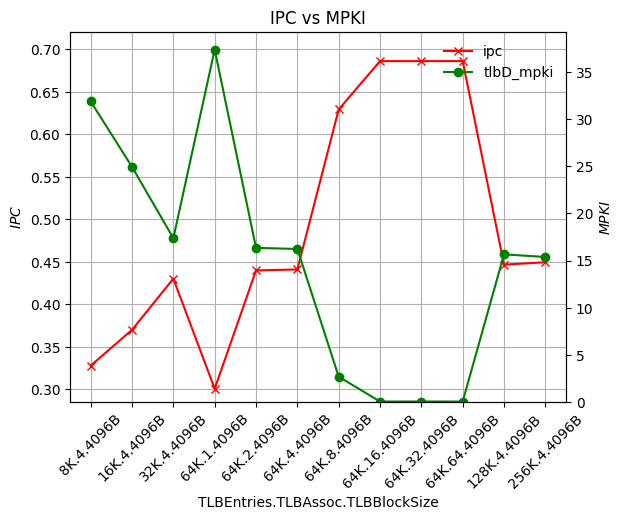 IPC vs MPKI
ipc
tlbD_mpki
0.70
0.65
0.60
0.55
0.50
0.45
0.40
0.35
0.30
IPC
35
30
25
20
15
10
5
0
MPKI
8K.4.4096B
16K.4.4096B
32K.4.4096B
64K.1.4096B
64K.2.4096B
64K.4.4096B
64K.8.4096B
64K.16.4096B
64K.32.4096B
64K.64.4096B
128K.4.4096B
256K.4.4096B
TLBEntries.TLBAssoc.TLBBlockSize